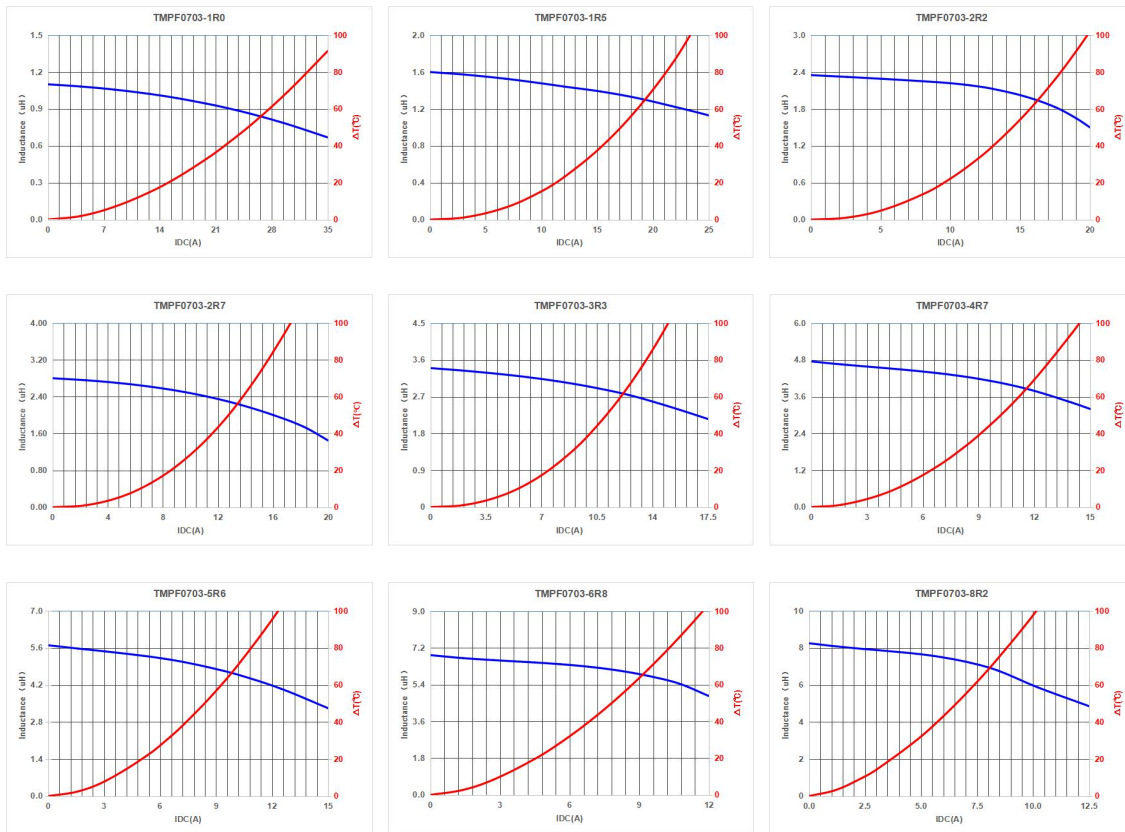 TMPF0703-1R0
Inductance (uH)
1.5
1.2
0.9
0.6
0.3
0.0
100
80
60
40
20
0
ΔT(℃)
0 7 14 21 28 35
IDC(A)
TMPF0703-1R5
Inductance (uH)
2.0
1.6
1.2
0.8
0.4
0.0
100
80
60
40
20
0
ΔT(℃)
0 5 10 15 20 25
IDC(A)
TMPF0703-2R2
Inductance (uH)
3.0
2.4
1.8
1.2
0.6
0.0
100
80
60
40
20
0
ΔT(℃)
0 5 10 15 20
IDC(A)
TMPF0703-2R7
Inductance (uH)
4.00
3.20
2.40
1.60
0.80
0.00
100
80
60
40
20
0
ΔT(℃)
0 4 8 12 16 20
IDC(A)
TMPF0703-3R3
Inductance (uH)
4.5
3.6
2.7
1.8
0.9
0
100
80
60
40
20
0
ΔT(℃)
0 3.5 7 10.5 14 17.5
IDC(A)
TMPF0703-4R7
Inductance (uH)
6.0
4.8
3.6
2.4
1.2
0.0
100
80
60
40
20
0
ΔT(℃)
0 3 6 9 12 15
IDC(A)
TMPF0703-5R6
Inductance (uH)
7.0
5.6
4.2
2.8
1.4
0.0
100
80
60
40
20
0
ΔT(℃)
0 3 6 9 12 15
IDC(A)
TMPF0703-6R8
Inductance (uH)
9.0
7.2
5.4
3.6
1.8
0.0
100
80
60
40
20
0
ΔT(℃)
0 3 6 9 12
IDC(A)
TMPF0703-8R2
Inductance (uH)
10
8
6
4
2
0
100
80
60
40
20
0
ΔT(℃)
0.0 2.5 5.0 7.5 10.0 12.5
IDC(A)